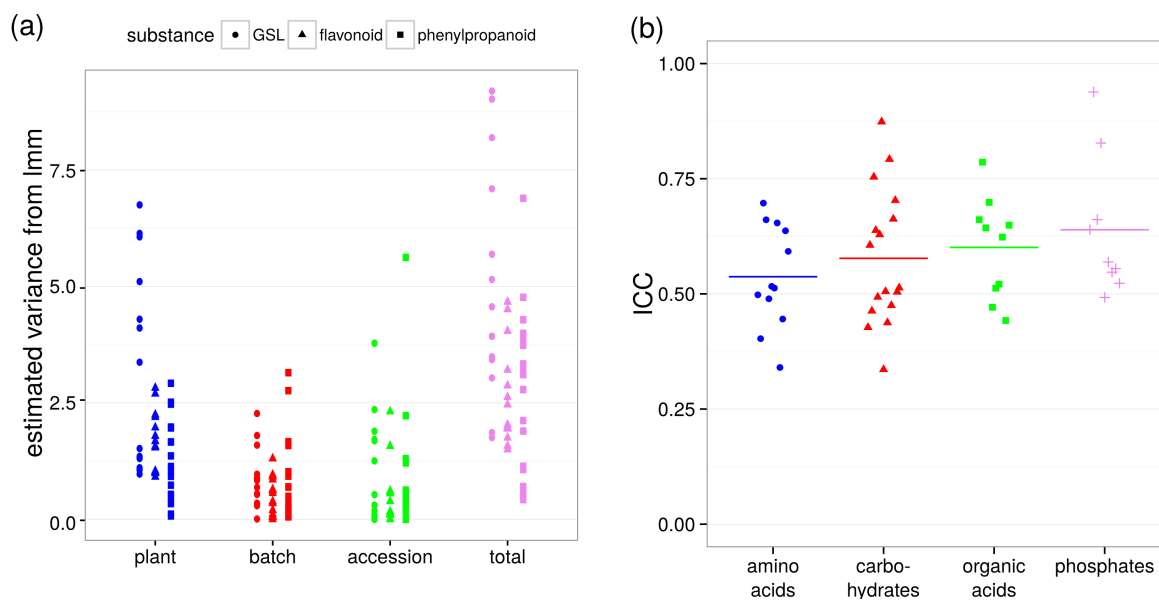 (a)
substance GSL flavonoid phenylpropanoid
estimated variance from lmm
7.5
5.0
2.5
0.0
plant batch accession total
(b)
ICC
1.00
0.75
0.50
0.25
0.00
amino carbo- organic phosphates
acids hydrates acids